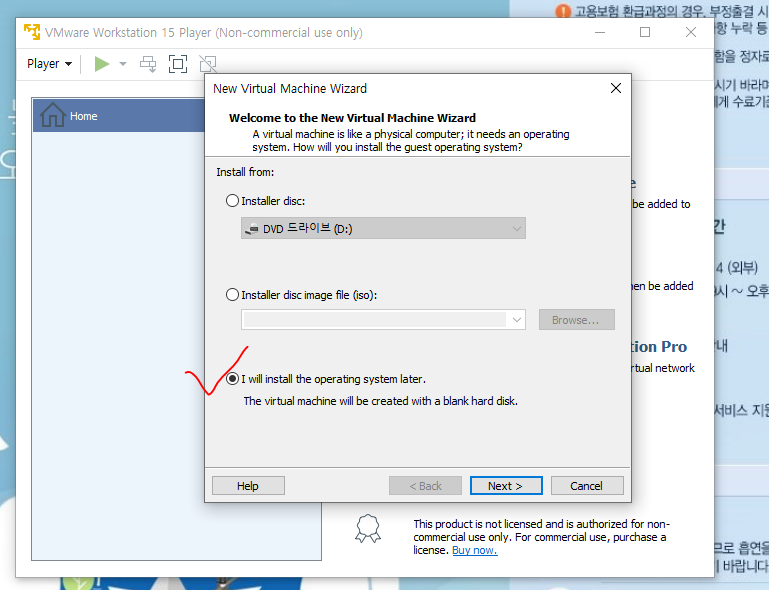 VMware Workstation 15 Player (Non-commercial use only)
Player
Home
New Virtual Machine Wizard
Welcome to the New Virtual Machine Wizard
A virtual machine is like a physical computer; it needs an operating
system. How will you install the guest operating system?
Install from:
Installer disc:
DVD 드라이브 (D:)
Installer disc image file (iso):
Browse...
I will install the operating system later.
The virtual machine will be created with a blank hard disk.
Help
< Back
Next >
Cancel
be added to
en be added
tion Pro
rtual network
This product is not licensed and is authorized for non-
commercial use only. For commercial use, purchase a
license. Buy now.
고용보험 환급과정의 경우, 부정출결 시
항 누락 등
함을 정자로
시기 바라며
에게 수료기준
간
4 (외부)
시 ~ 오후
내
서비스 지원
므로 흡연을
기 바랍니다